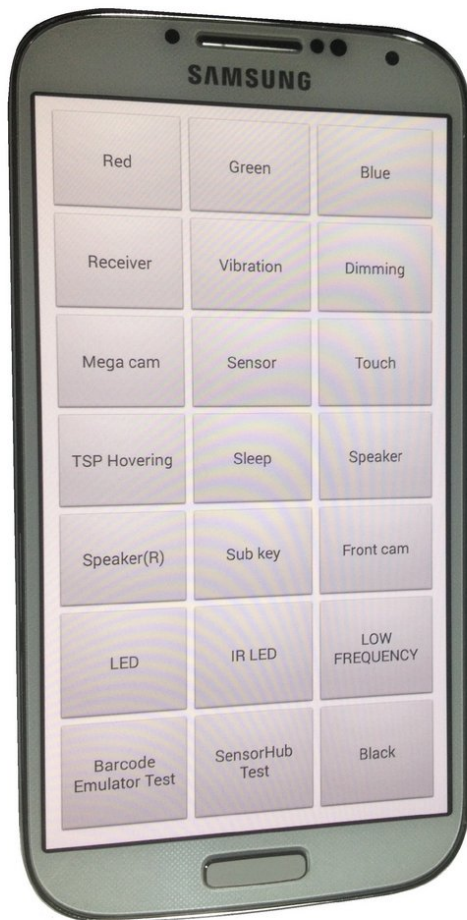 SAMSUNG
Red
Green
Blue
Receiver
Vibration
Dimming
Mega cam
Sensor
Touch
TSP Hovering
Sleep
Speaker
Speaker(R)
Sub key
Front cam
LED
IR LED
LOW
FREQUENCY
Barcode
Emulator Test
SensorHub
Test
Black